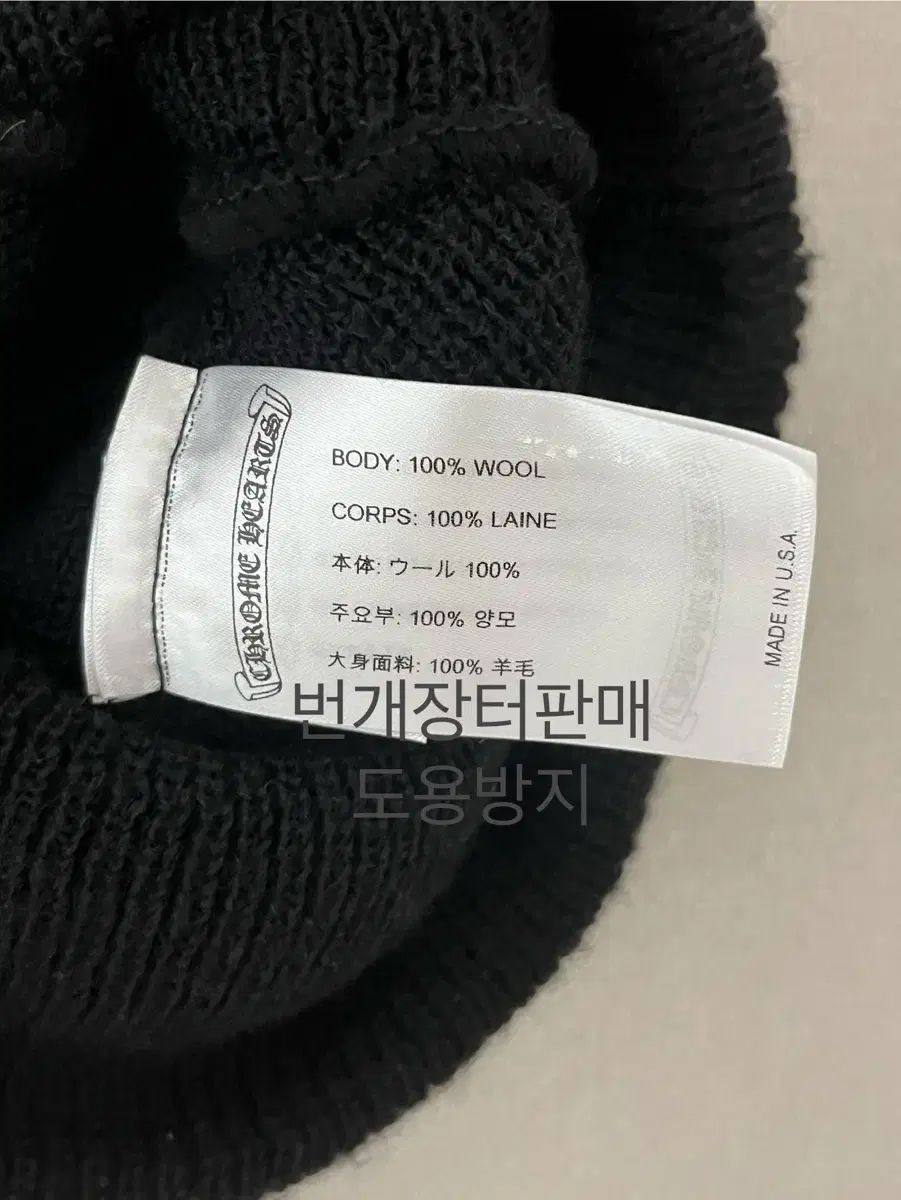 CHROME HEARTS
BODY: 100% WOOL
CORPS: 100% LAINE
本体: ウール 100%
주요부: 100% 양모
大身面料: 100% 羊毛
MADE IN U.S.A.
번개장터판매
도용방지